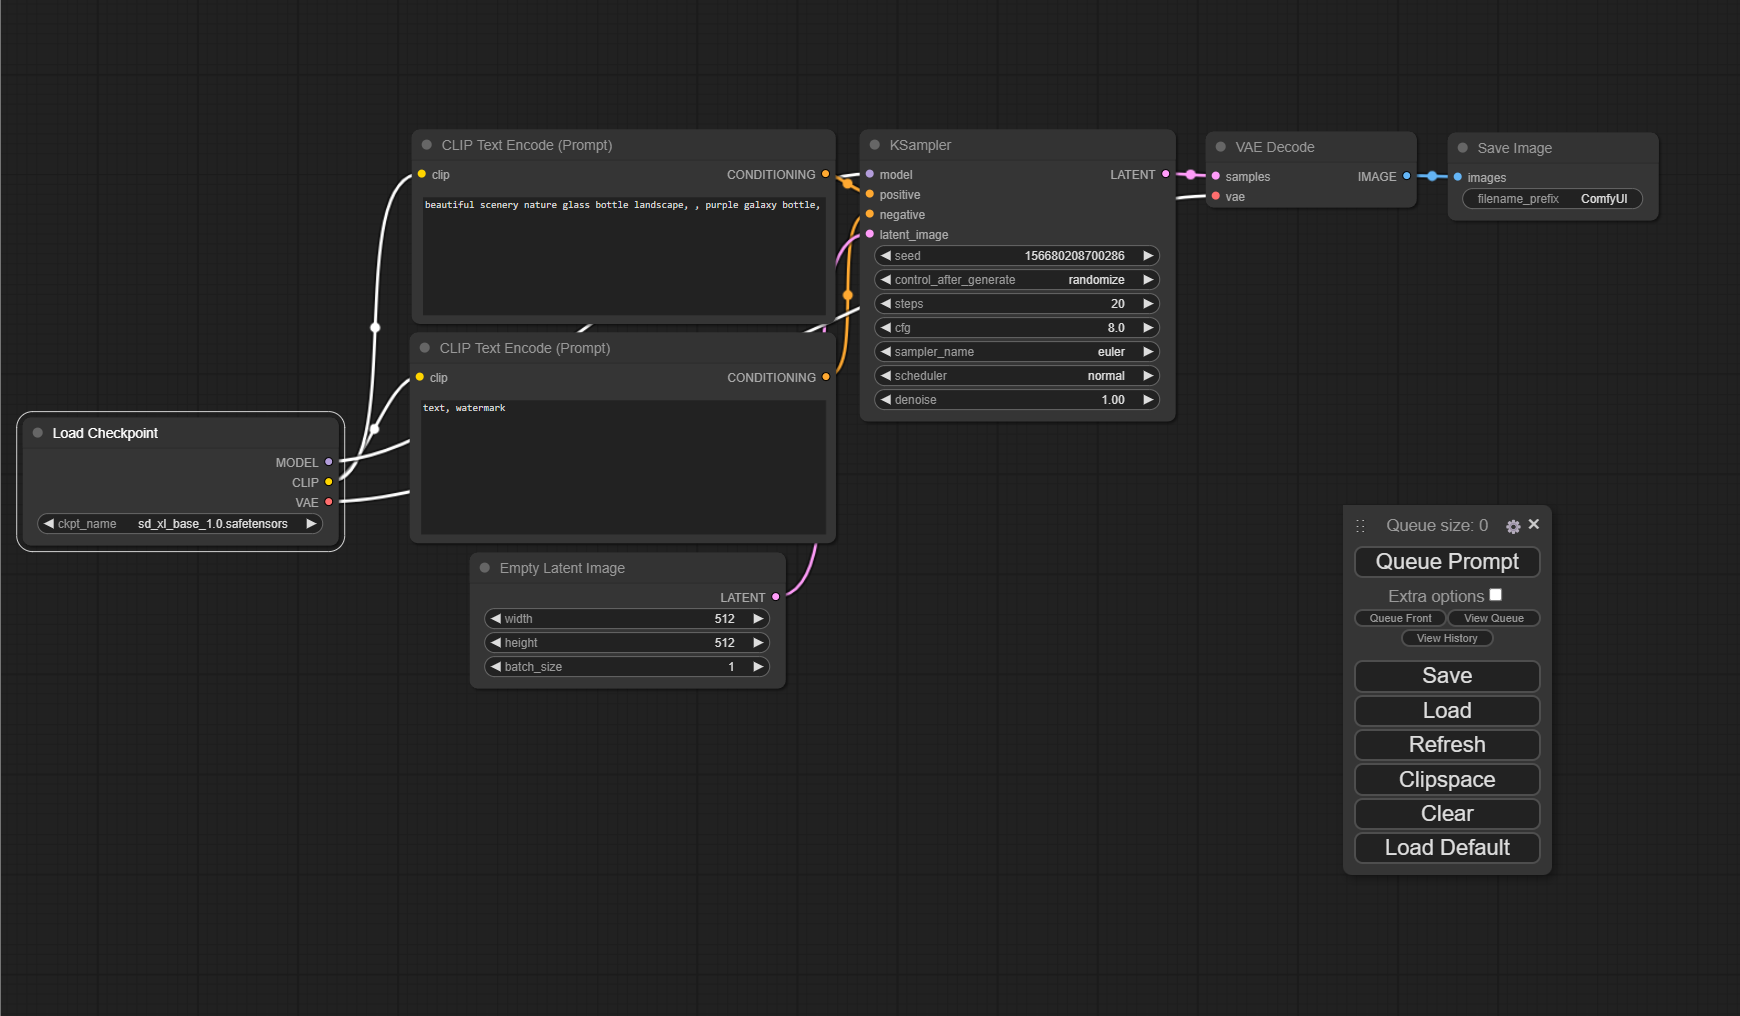 CLIP Text Encode (Prompt)
clip
CONDITIONING
beautiful scenery nature glass bottle landscape, , purple galaxy bottle,
CLIP Text Encode (Prompt)
clip
CONDITIONING
text, watermark
Load Checkpoint
MODEL
CLIP
VAE
ckpt_name sd_xl_base_1.0.safetensors
Empty Latent Image
LATENT
width 512
height 512
batch_size 1
KSampler
model LATENT
positive
negative
latent_image
seed 156680208700286
control_after_generate randomize
steps 20
cfg 8.0
sampler_name euler
scheduler normal
denoise 1.00
VAE Decode
samples IMAGE
vae
Save Image
images
filename_prefix ComfyUI
Queue size: 0
Queue Prompt
Extra options
Queue Front View Queue
View History
Save
Load
Refresh
Clipspace
Clear
Load Default